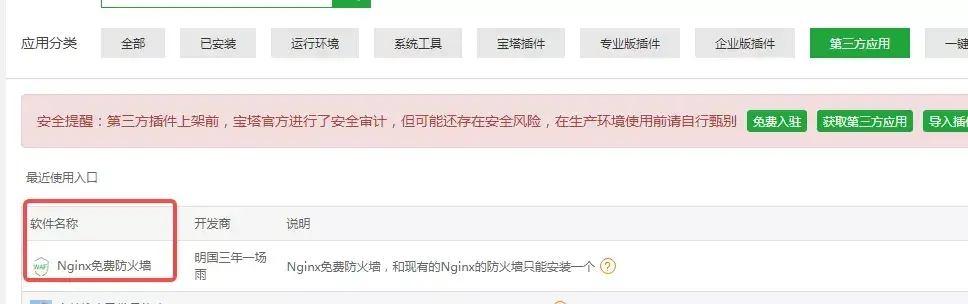 应用分类 全部 已安装 运行环境 系统工具 宝塔插件 专业版插件 企业版插件 第三方应用 一键
安全提醒：第三方插件上架前，宝塔官方进行了安全审计，但可能还存在安全风险，在生产环境使用前请自行甄别 免费入驻 获取第三方应用 导入插件
最近使用入口
软件名称 开发商 说明
WAF Nginx免费防火墙 明国三年一场雨 Nginx免费防火墙，和现有的Nginx的防火墙只能安装一个 ?